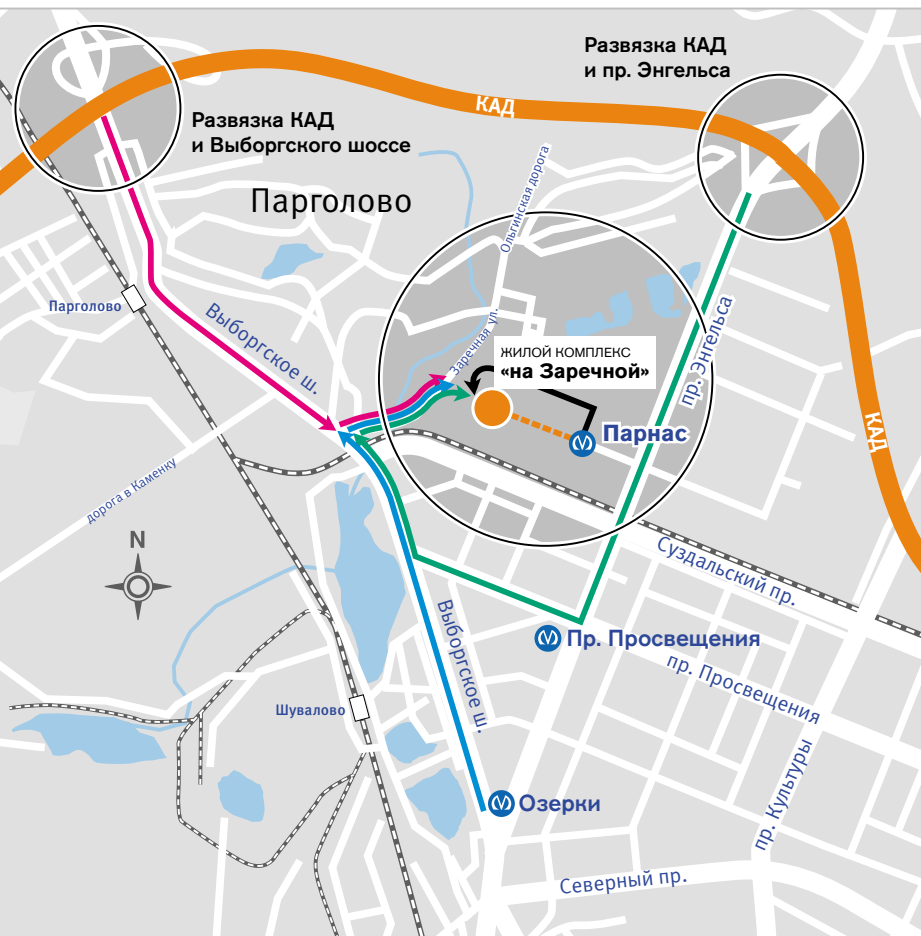 Развязка КАД
и пр. Энгельса
КАД
Развязка КАД
и Выборгского шоссе
Парголово
Ольгинская дорога
Парголово
Выборгское ш.
Заречная ул.
пр. Энгельса
ЖИЛОЙ КОМПЛЕКС
«на Заречной»
Парнас
КАД
дорога в Каменку
N
Суздальский пр.
Выборгское ш.
Пр. Просвещения
пр. Просвещения
Шувалово
Озерки
пр. Культуры
Северный пр.